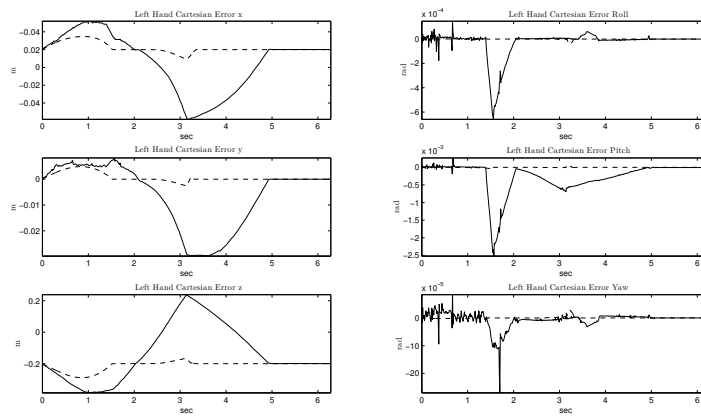 Left Hand Cartesian Error x
−0.04
0.02
0
−0.02
−0.04
m
0 1 2 3 4 5 6
sec
Left Hand Cartesian Error y
0
−0.01
−0.02
m
0 1 2 3 4 5 6
sec
Left Hand Cartesian Error z
0.2
0
−0.2
m
0 1 2 3 4 5 6
sec
x 10⁻⁴
Left Hand Cartesian Error Roll
0
−2
−4
−6
rad
0 1 2 3 4 5 6
sec
x 10⁻³
Left Hand Cartesian Error Pitch
0
−0.5
−1
−1.5
−2
−2.5
rad
0 1 2 3 4 5 6
sec
x 10⁻⁵
Left Hand Cartesian Error Yaw
0
−10
−20
rad
0 1 2 3 4 5 6
sec